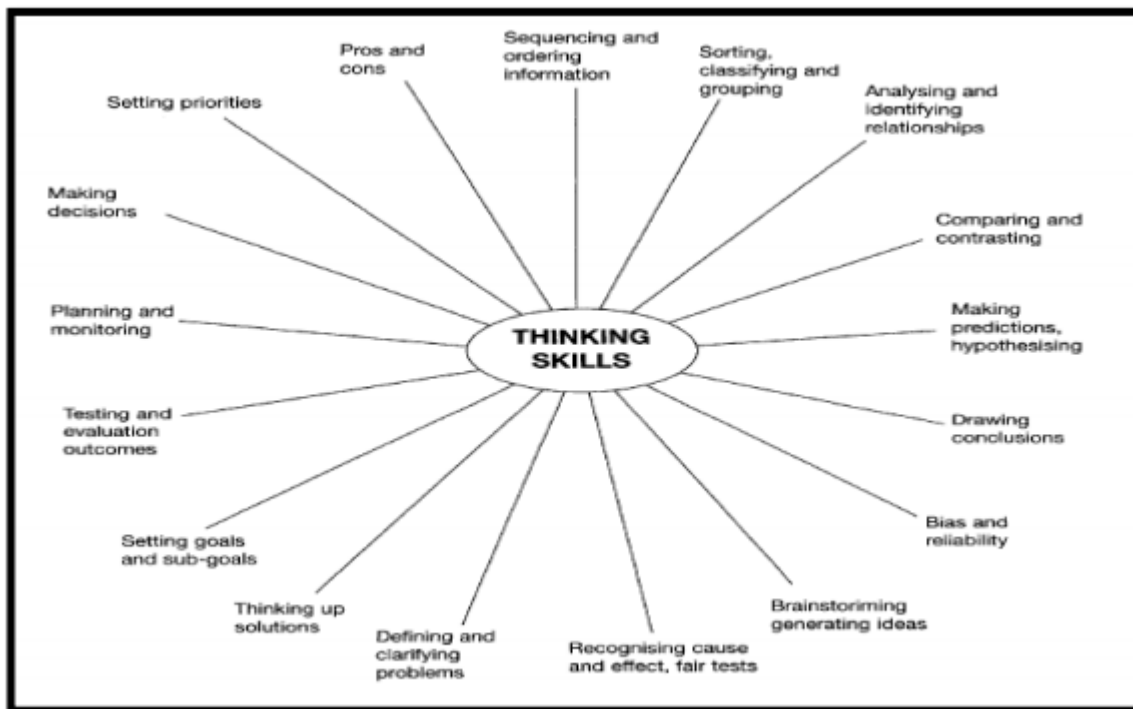 Pros and
cons
Sequencing and
ordering
information
Sorting,
classifying and
grouping
Analysing and
identifying
relationships
Setting priorities
Making
decisions
Comparing and
contrasting
Planning and
monitoring
THINKING
SKILLS
Making
predictions,
hypothesising
Testing and
evaluation
outcomes
Drawing
conclusions
Setting goals
and sub-goals
Bias and
reliability
Thinking up
solutions
Defining and
clarifying
problems
Recognising cause
and effect, fair tests
Brainstoriming
generating ideas